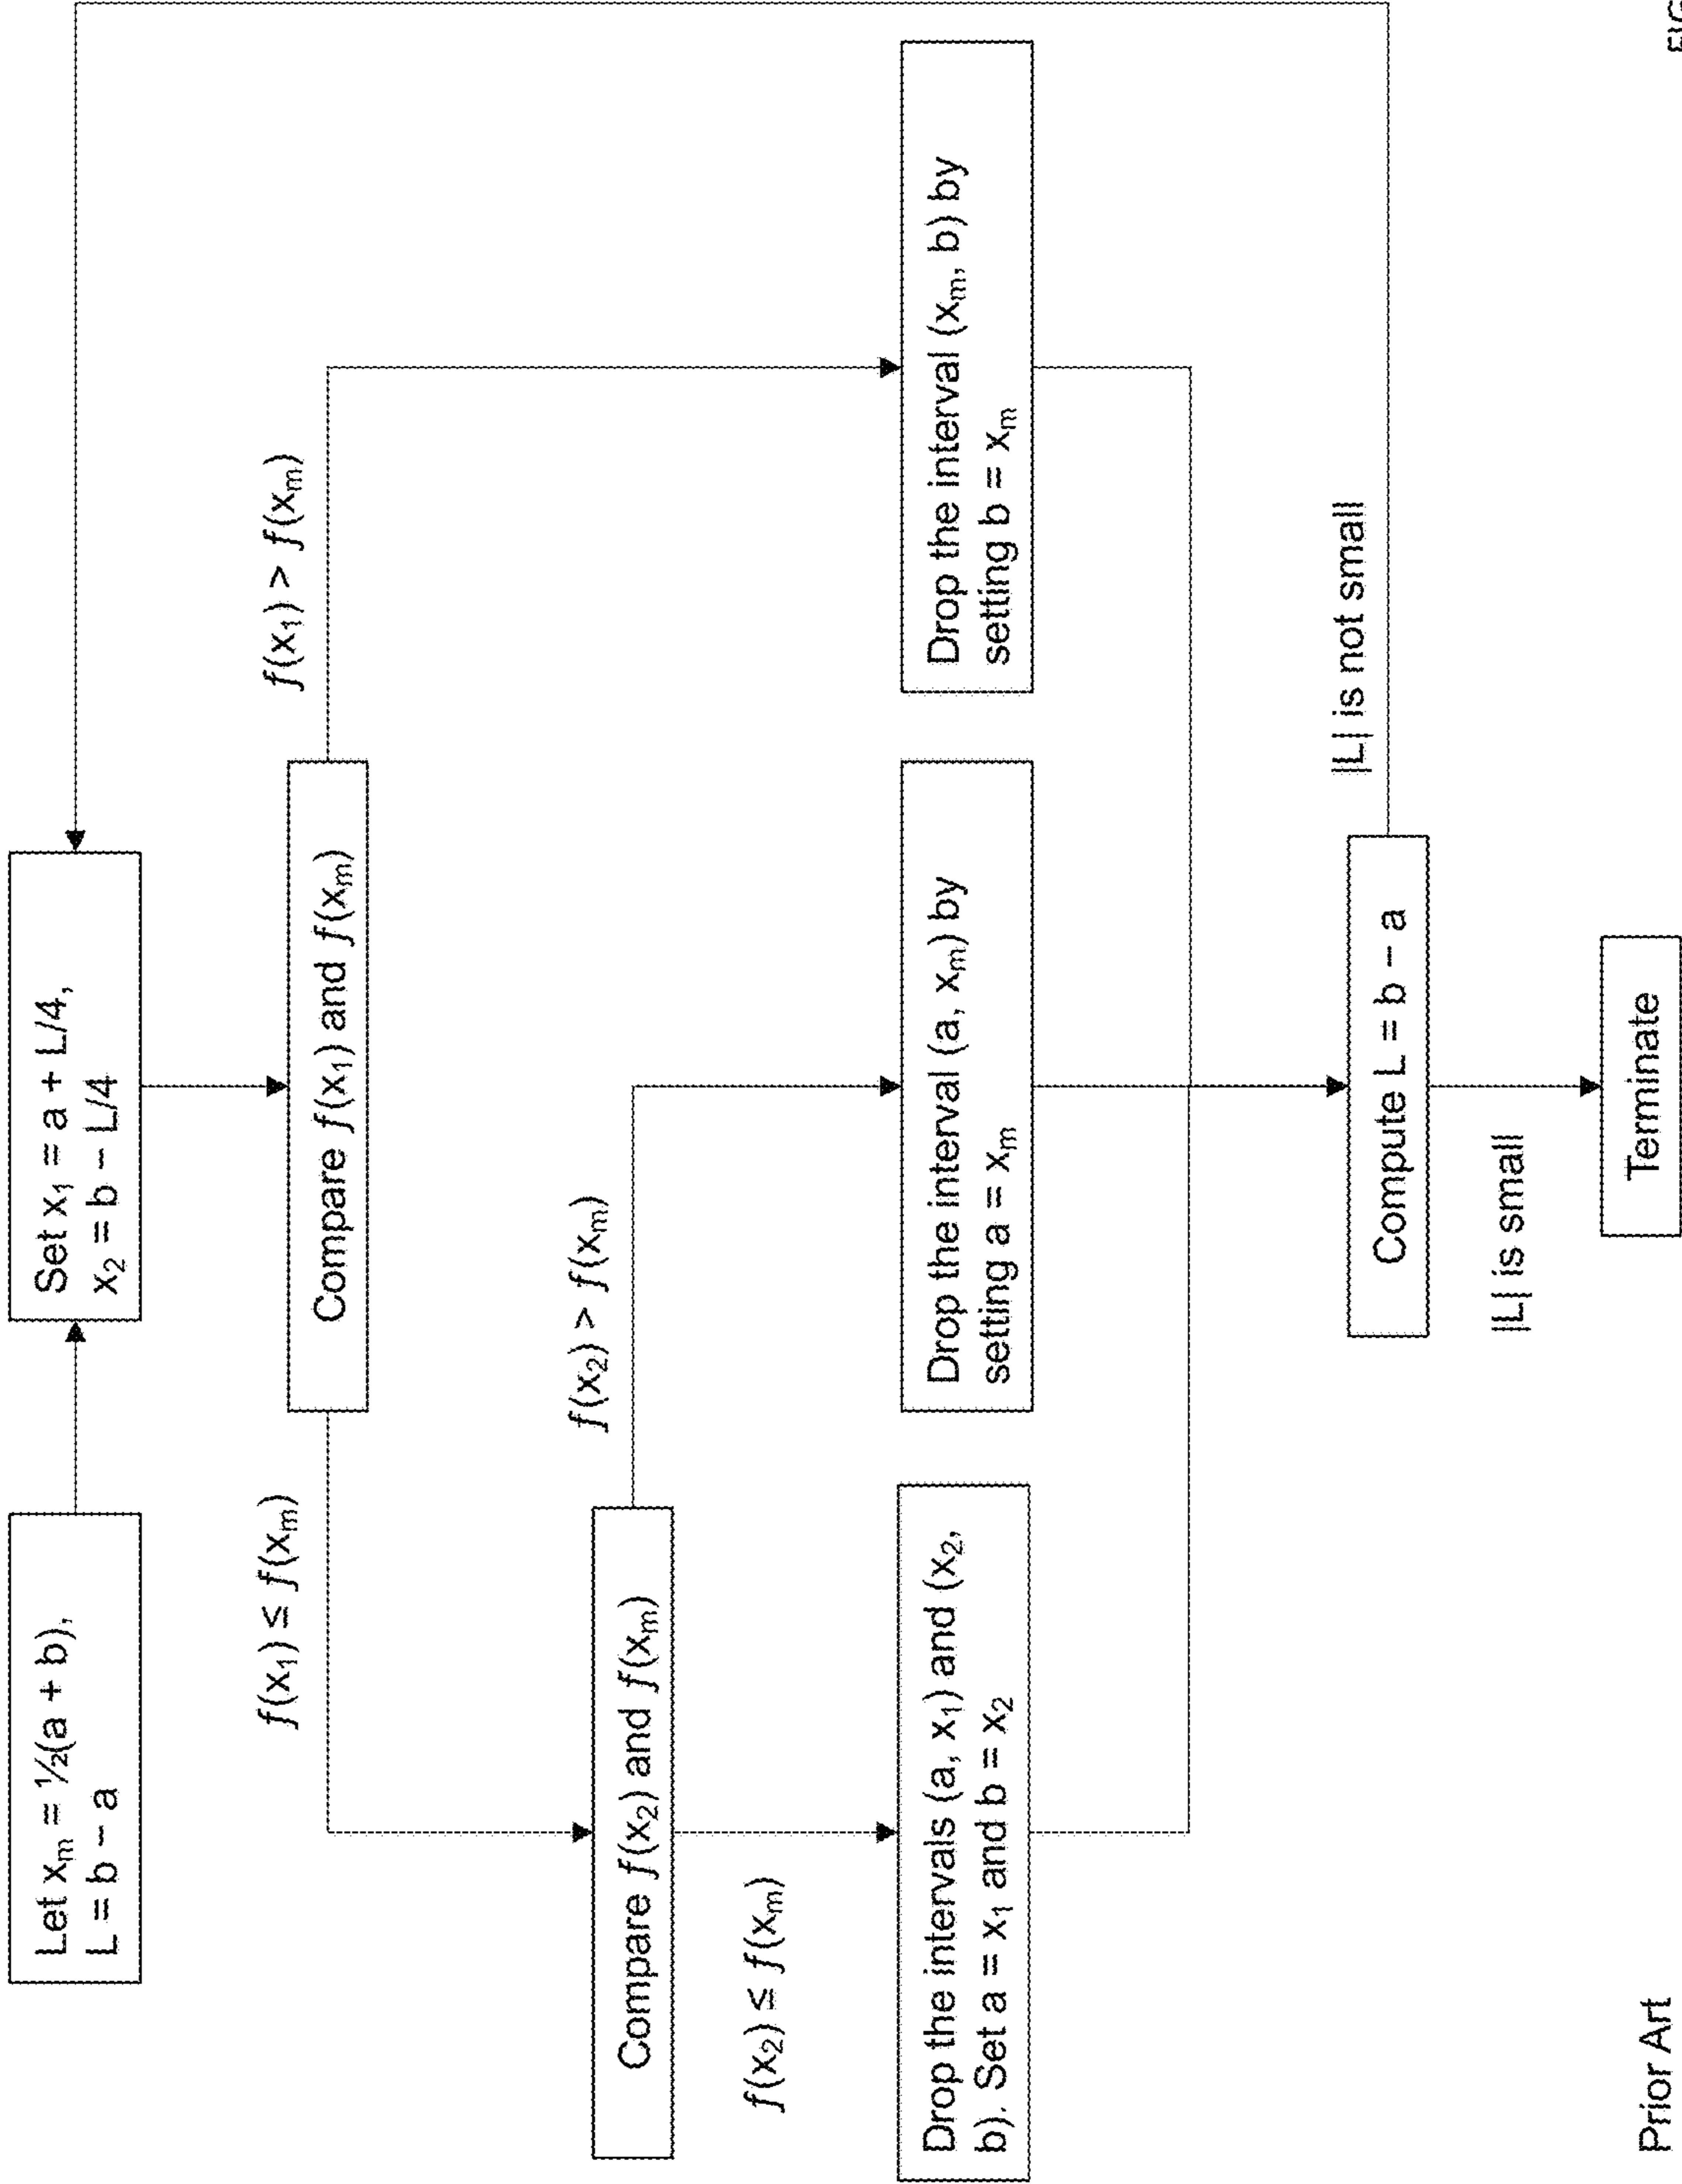 Let xₘ = ½(a + b),
L = b − a
Set x₁ = a + L/4,
x₂ = b − L/4
Compare f(x₁) and f(xₘ)
f(x₁) ≤ f(xₘ)
f(x₁) > f(xₘ)
Compare f(x₂) and f(xₘ)
f(x₂) > f(xₘ)
f(x₂) ≤ f(xₘ)
Drop the intervals (a, x₁) and (x₂,
b). Set a = x₁ and b = x₂
Drop the interval (a, xₘ) by
setting a = xₘ
Drop the interval (xₘ, b) by
setting b = xₘ
|L| is not small
Compute L = b − a
|L| is small
Terminate
Prior Art